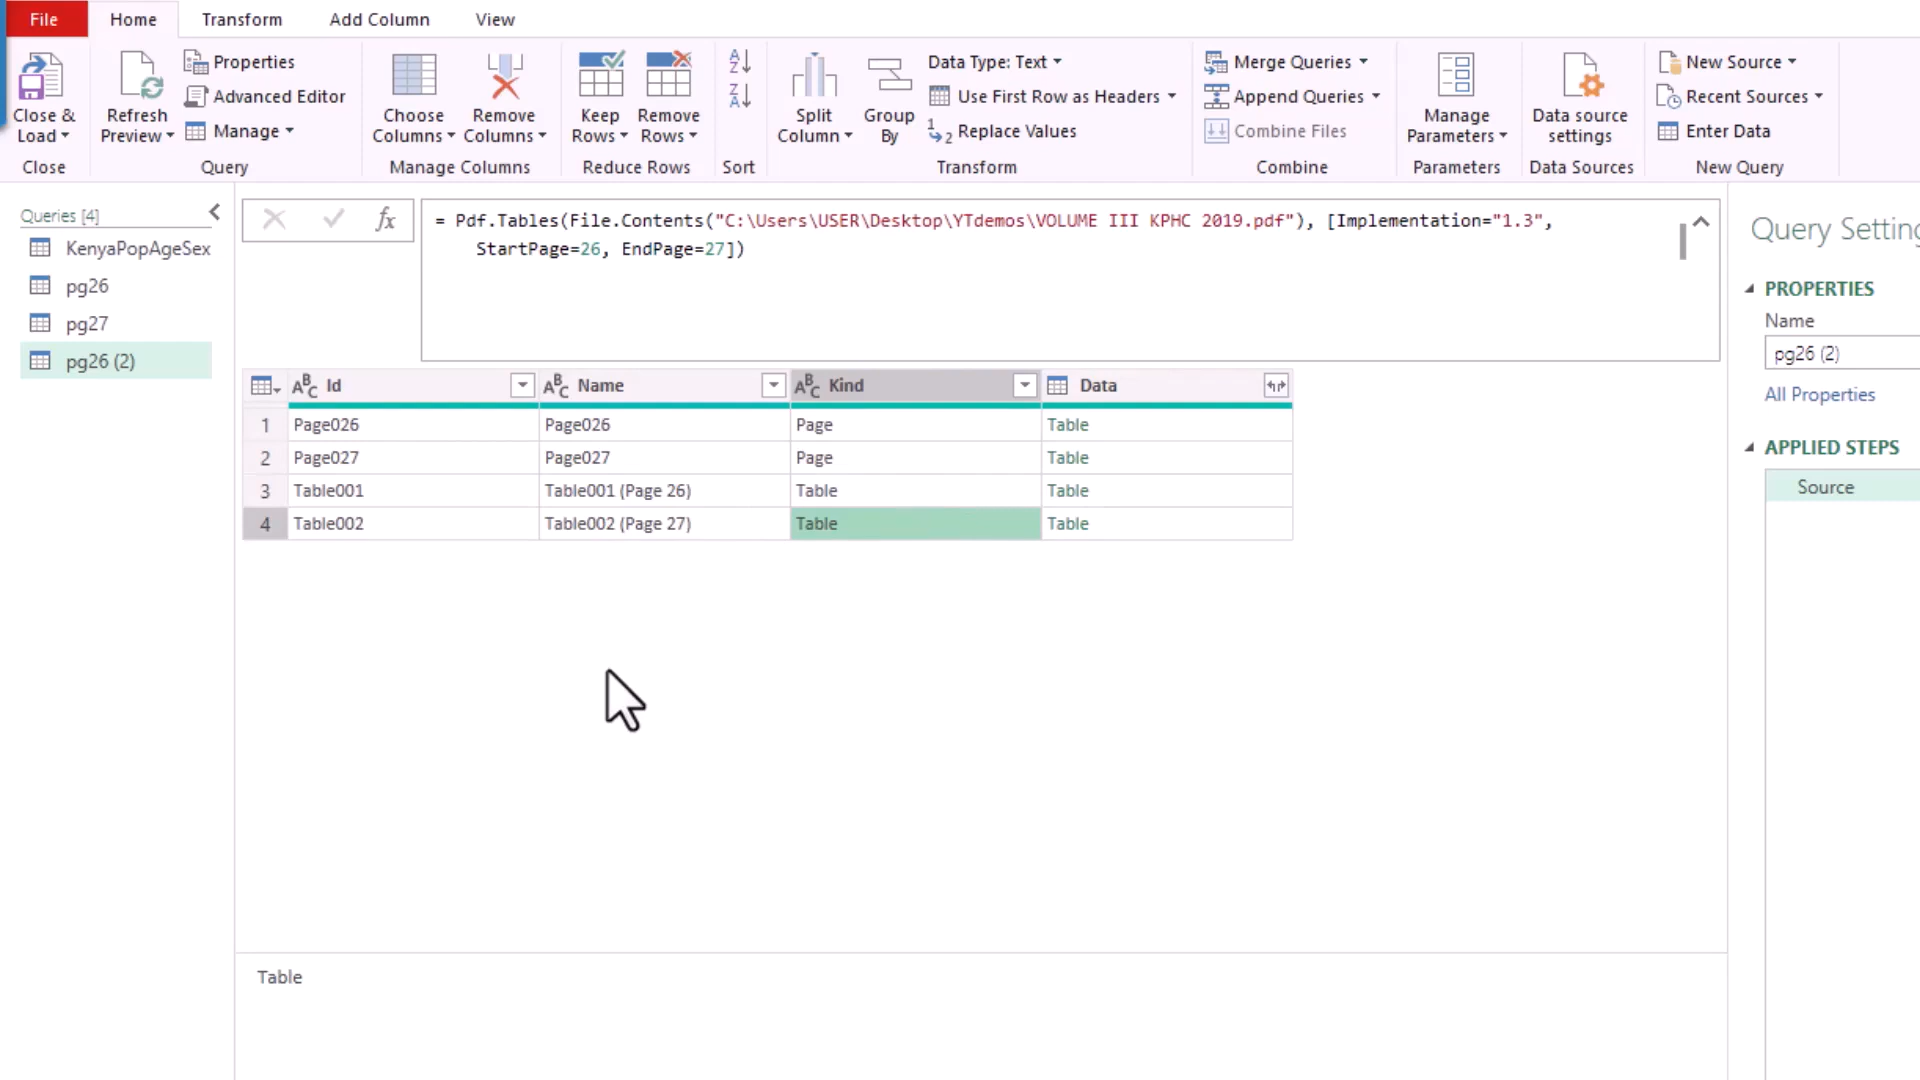 File Home Transform Add Column View
Close & Load
Close
Refresh Preview
Properties
Advanced Editor
Manage
Query
Choose Columns
Remove Columns
Manage Columns
Keep Rows
Remove Rows
Reduce Rows
Sort
Split Column
Group By
Data Type: Text
Use First Row as Headers
Replace Values
Transform
Merge Queries
Append Queries
Combine Files
Combine
Manage Parameters
Parameters
Data source settings
Data Sources
New Source
Recent Sources
Enter Data
New Query
Queries [4]
KenyaPopAgeSex
pg26
pg27
pg26 (2)
fx
= Pdf.Tables(File.Contents("C:\Users\USER\Desktop\YTdemos\VOLUME III KPHC 2019.pdf"), [Implementation="1.3",
StartPage=26, EndPage=27])
Id Name Kind Data
1 Page026 Page026 Page Table
2 Page027 Page027 Page Table
3 Table001 Table001 (Page 26) Table Table
4 Table002 Table002 (Page 27) Table Table
Table
Query Setting
PROPERTIES
Name
pg26 (2)
All Properties
APPLIED STEPS
Source